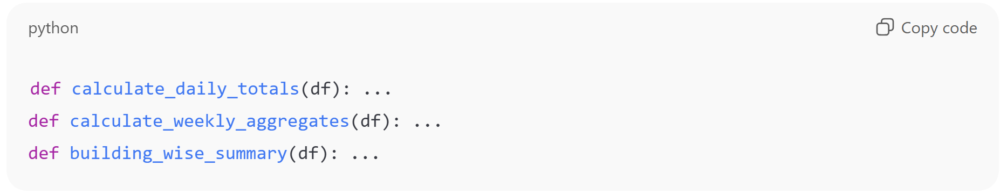 python
Copy code
def calculate_daily_totals(df): ...
def calculate_weekly_aggregates(df): ...
def building_wise_summary(df): ...